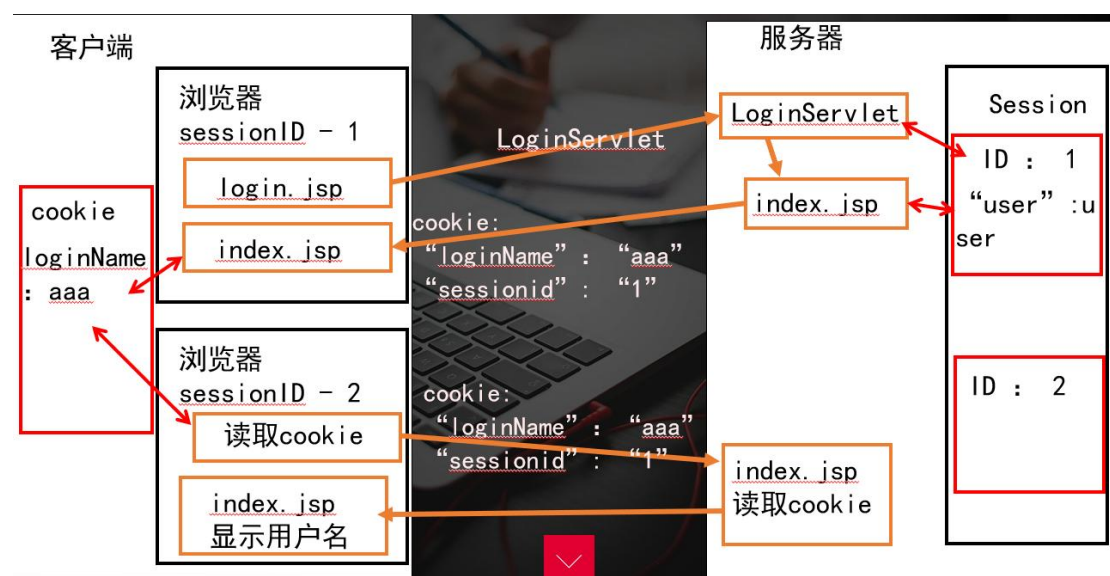 客户端
浏览器
sessionID - 1
login. jsp
index. jsp
cookie
loginName
: aaa
浏览器
sessionID - 2
读取cookie
index. jsp
显示用户名
LoginServlet
cookie:
“loginName” : “aaa”
“sessionid” : “1”
cookie:
“loginName” : “aaa”
“sessionid” : “1”
服务器
LoginServlet
index. jsp
index. jsp
读取cookie
Session
ID : 1
“user” :u
ser
ID : 2